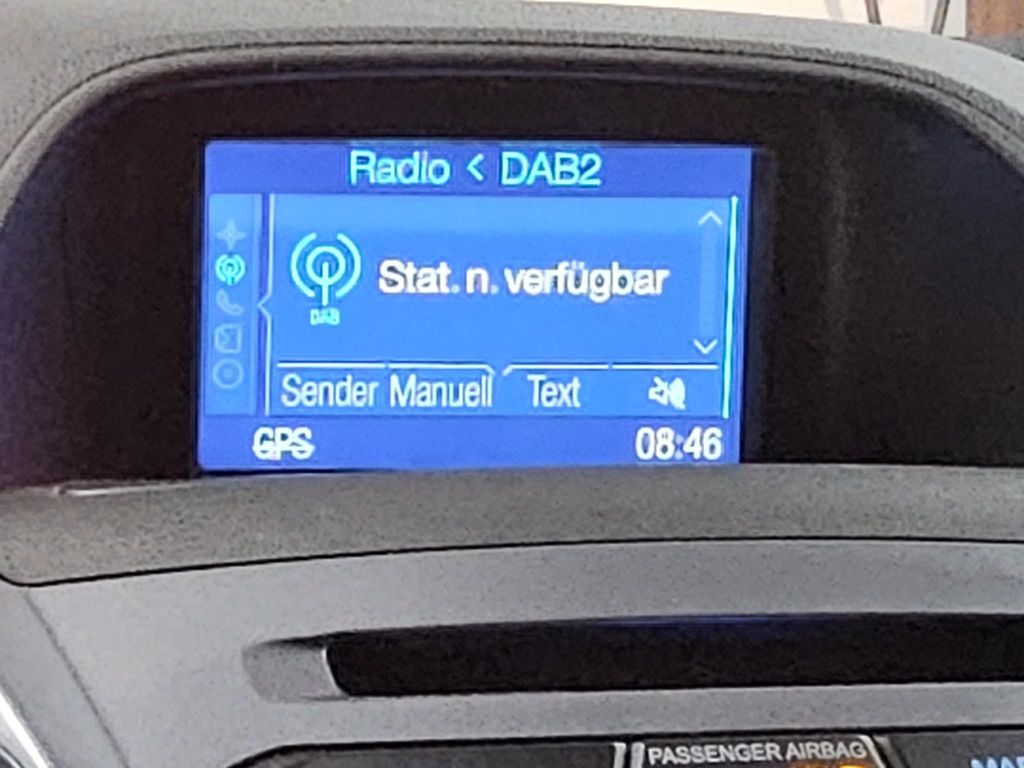 Radio < DAB2
Stat. n. verfügbar
DAB
Sender Manuell Text
GPS 08:46
PASSENGER AIRBAG